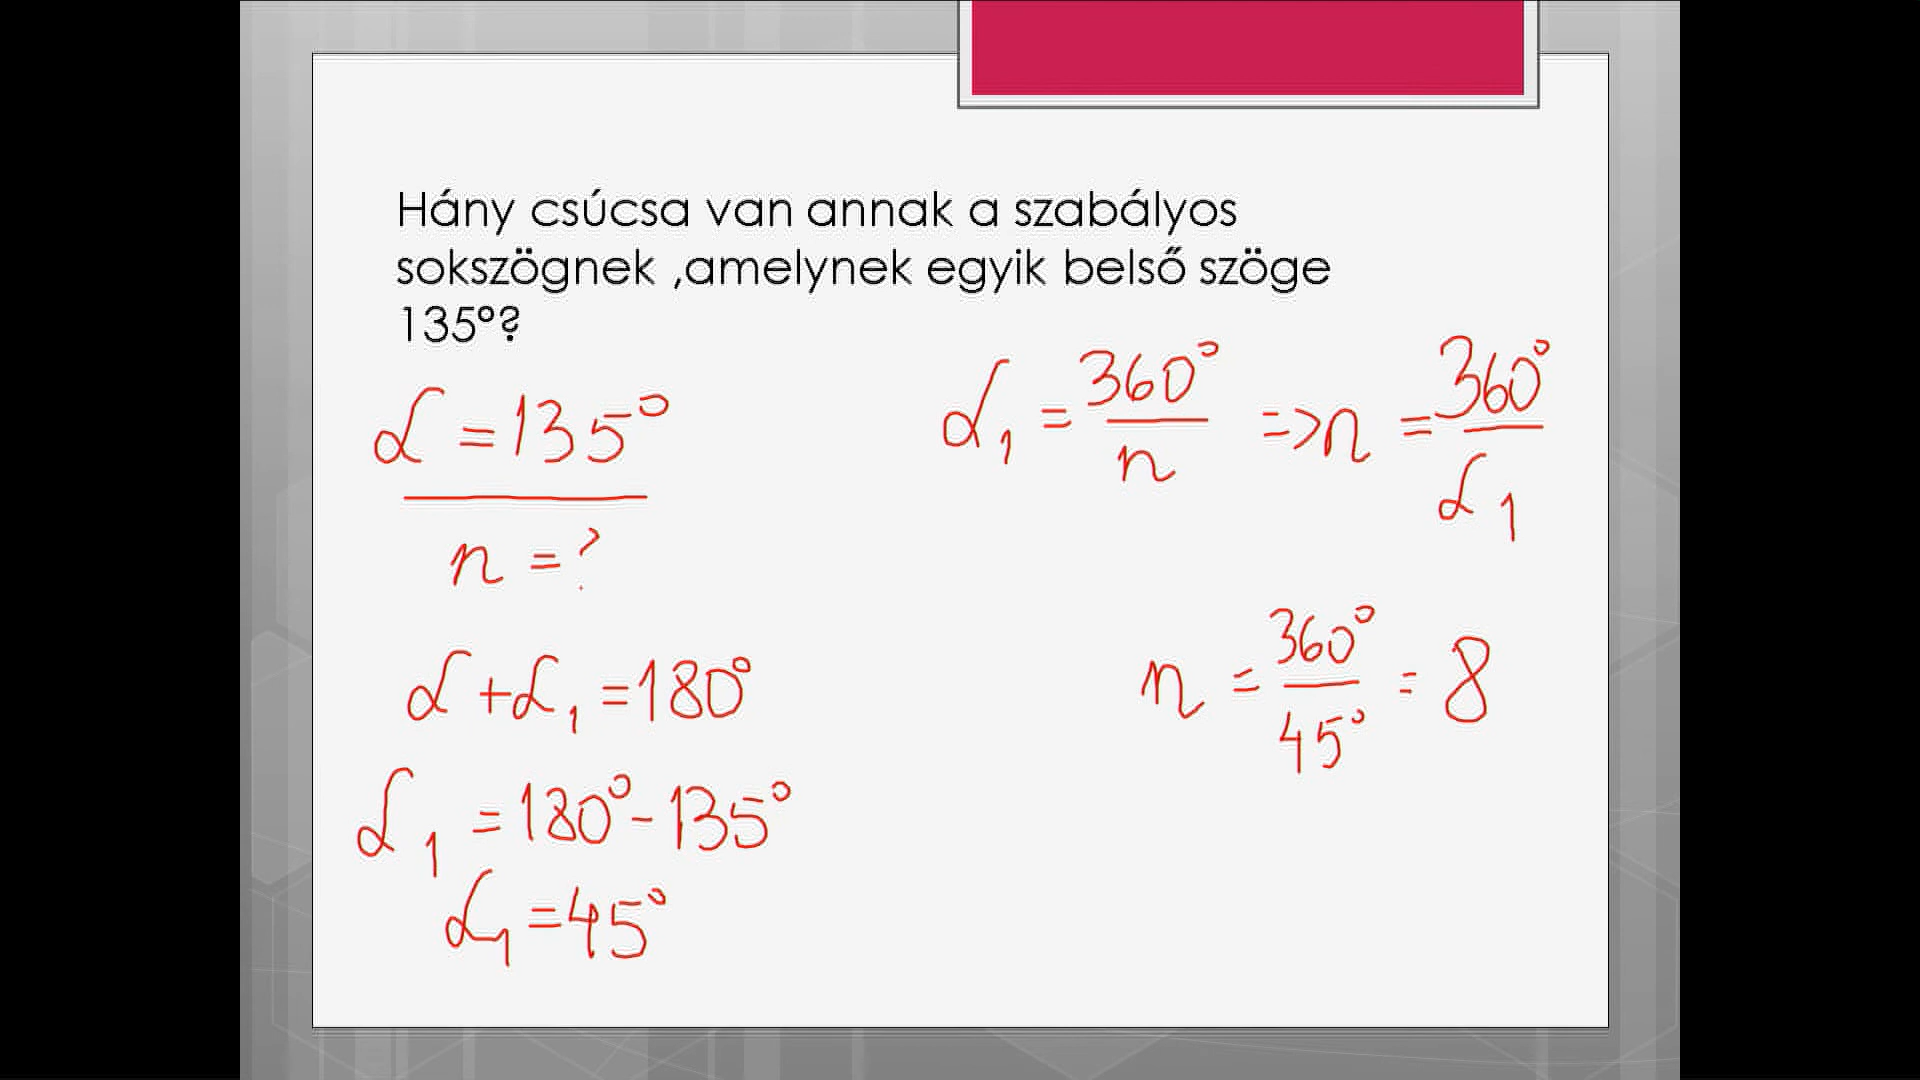 Hány csúcsa van annak a szabályos
sokszögnek ,amelynek egyik belső szöge
135°?
α = 135°
n = ?
α + α₁ = 180°
α₁ = 180° - 135°
α₁ = 45°
α₁ = 360°/n => n = 360°/α₁
n = 360°/45° = 8